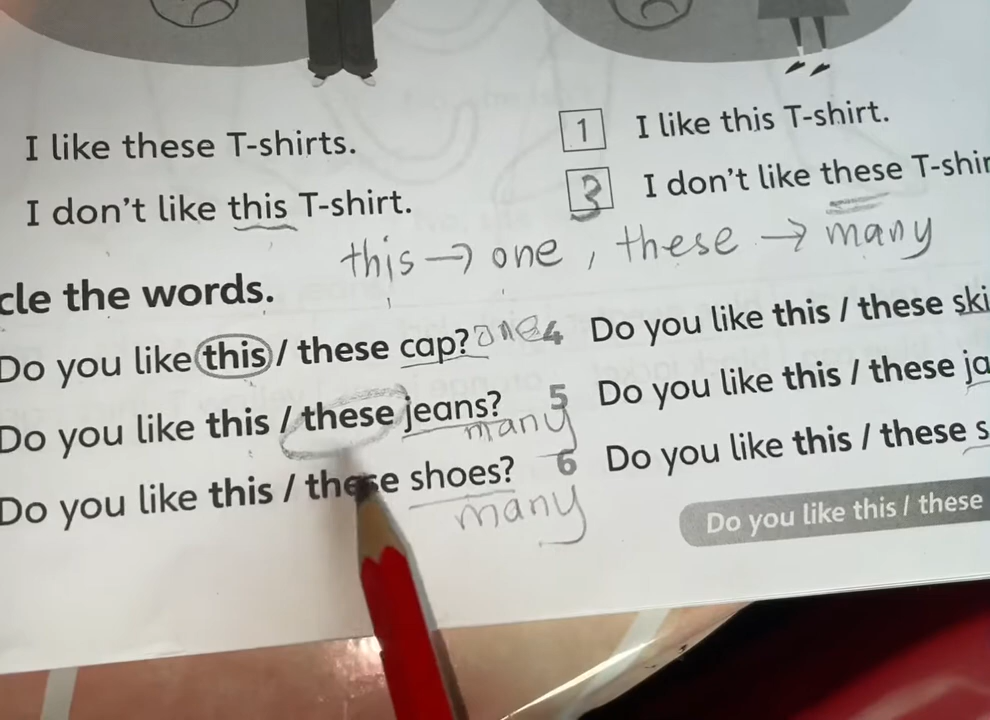 I like these T-shirts.
I don't like this T-shirt.
1 I like this T-shirt.
3 I don't like these T-shir
this → one, these → many
cle the words.
Do you like this / these cap? one
Do you like this / these jeans? many
Do you like this / these shoes? many
4 Do you like this / these ski
5 Do you like this / these ja
6 Do you like this / these s
Do you like this / these